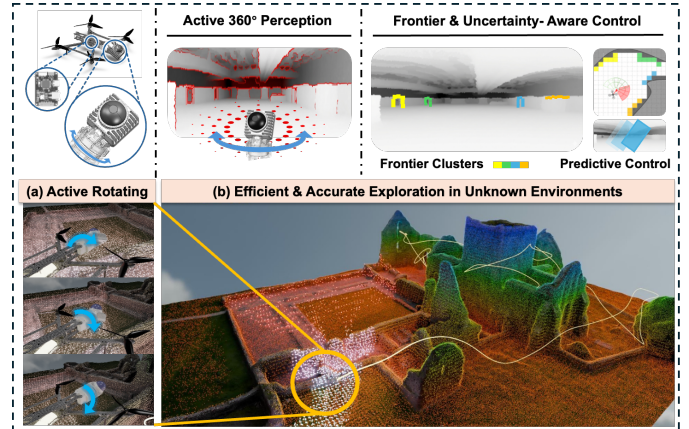 Active 360° Perception
Frontier & Uncertainty- Aware Control
Frontier Clusters
Predictive Control
(a) Active Rotating
(b) Efficient & Accurate Exploration in Unknown Environments